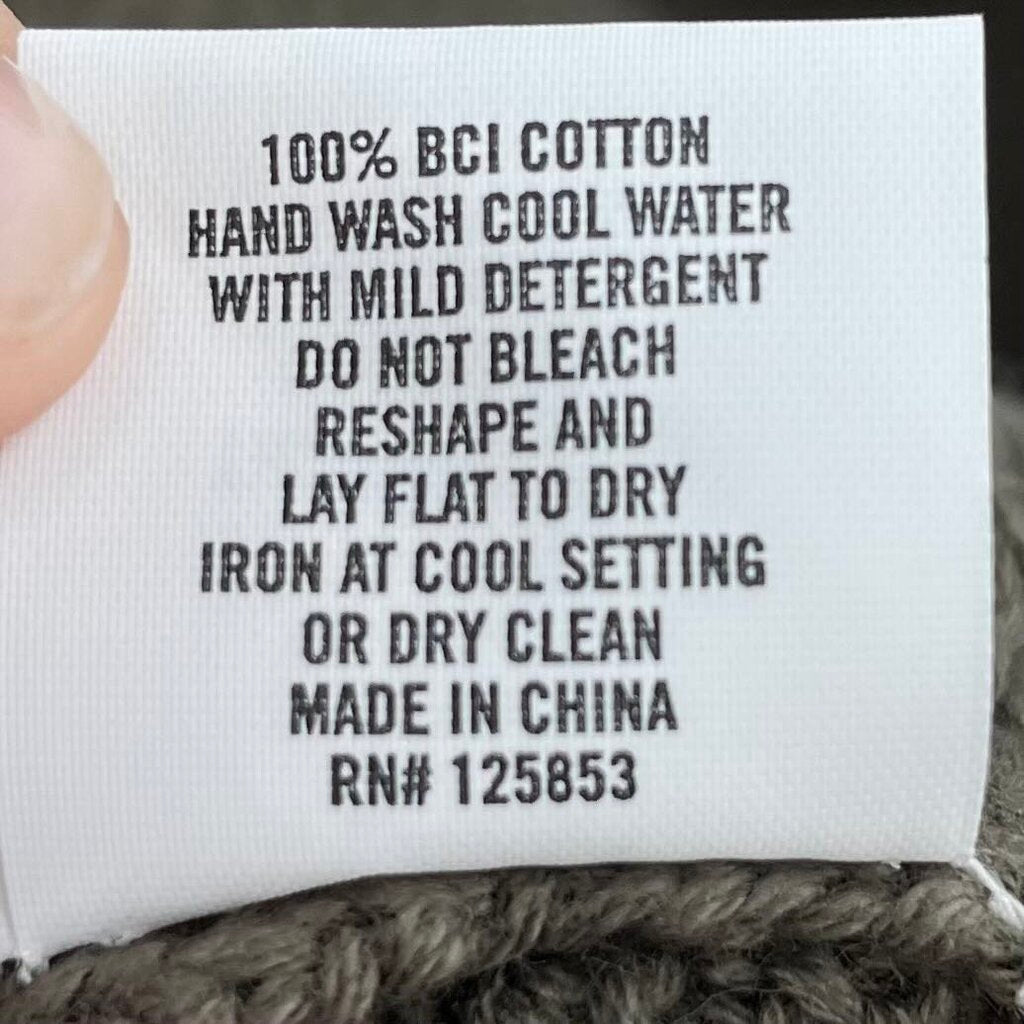 100% BCI COTTON
HAND WASH COOL WATER
WITH MILD DETERGENT
DO NOT BLEACH
RESHAPE AND
LAY FLAT TO DRY
IRON AT COOL SETTING
OR DRY CLEAN
MADE IN CHINA
RN# 125853